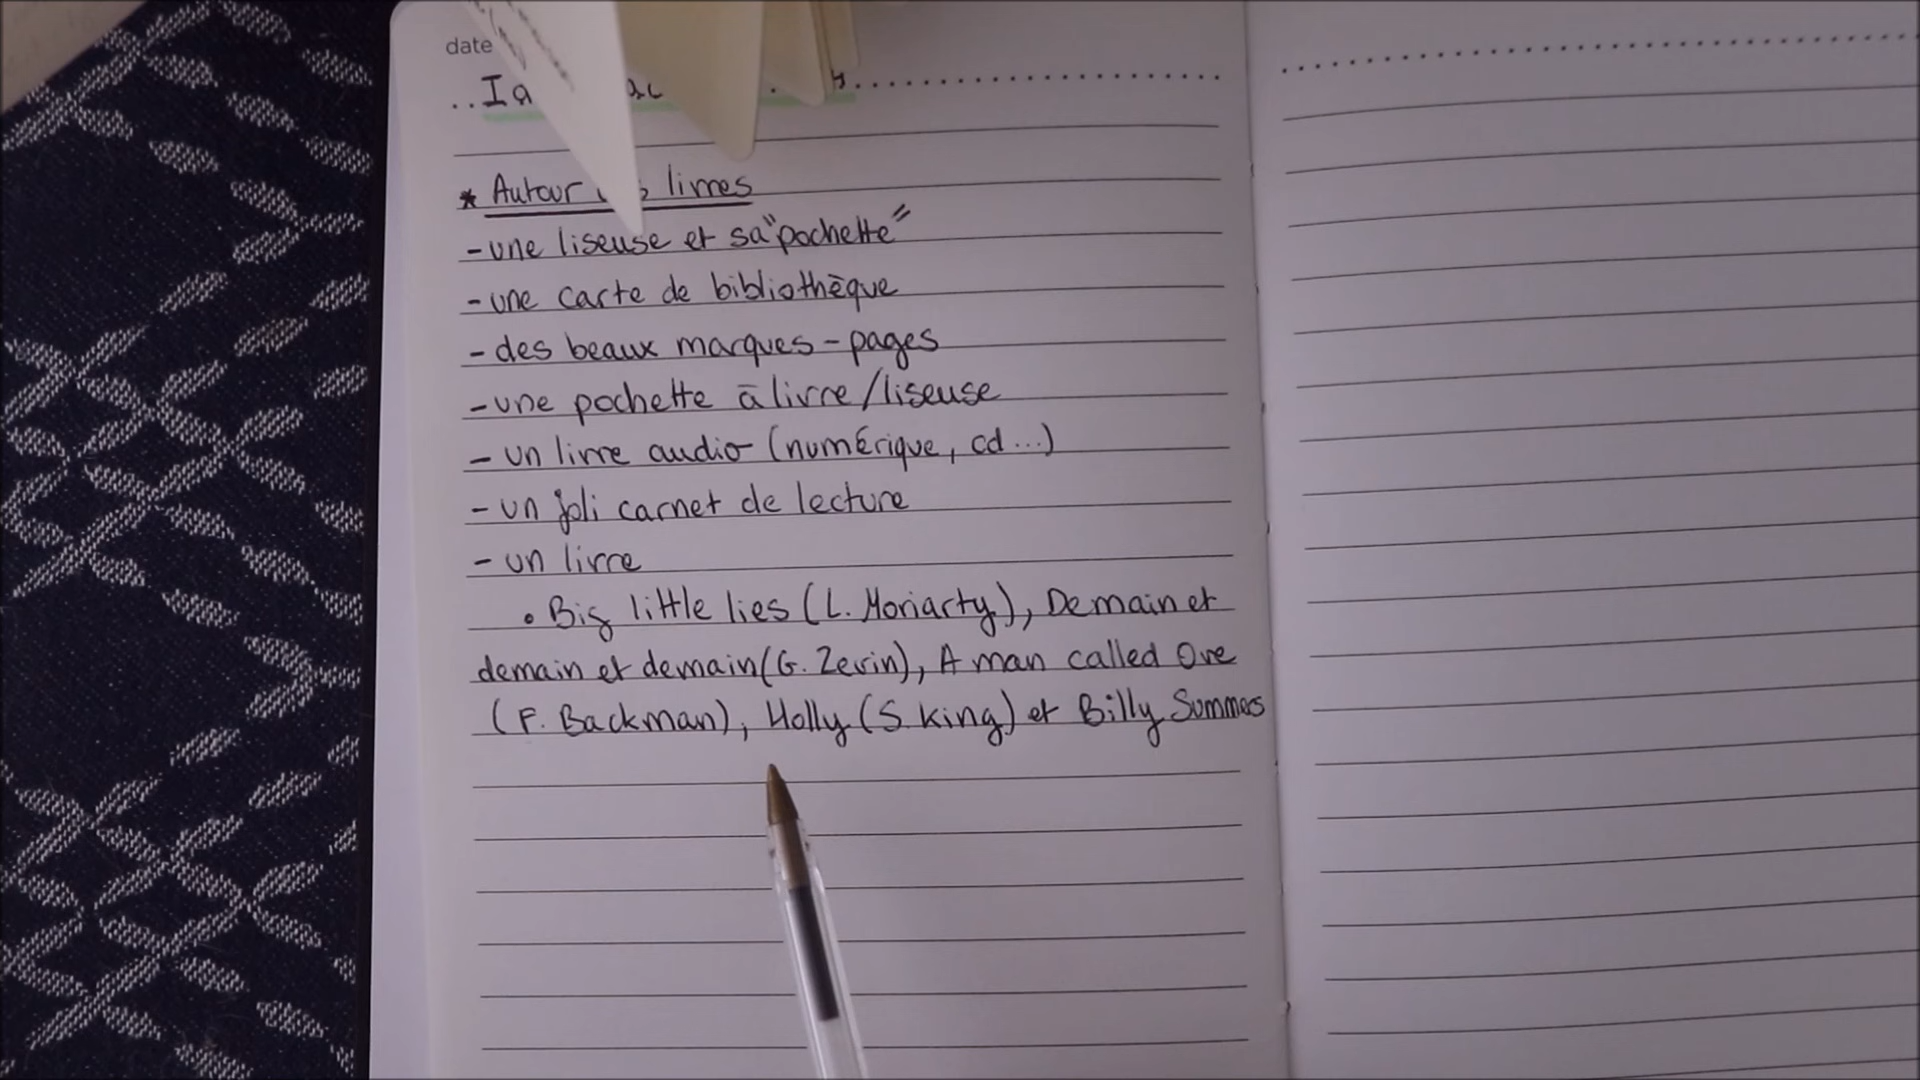 date
* Autour livres
- une liseuse et sa "pochette"
- une carte de bibliothèque
- des beaux marques-pages
- une pochette à livre/liseuse
- un livre audio (numérique, cd...)
- un joli carnet de lecture
- un livre
• Big little lies (L. Moriarty), Demain et
demain et demain (G. Zevin), A man called Ove
(F. Backman), Holly (S. King) et Billy Summers